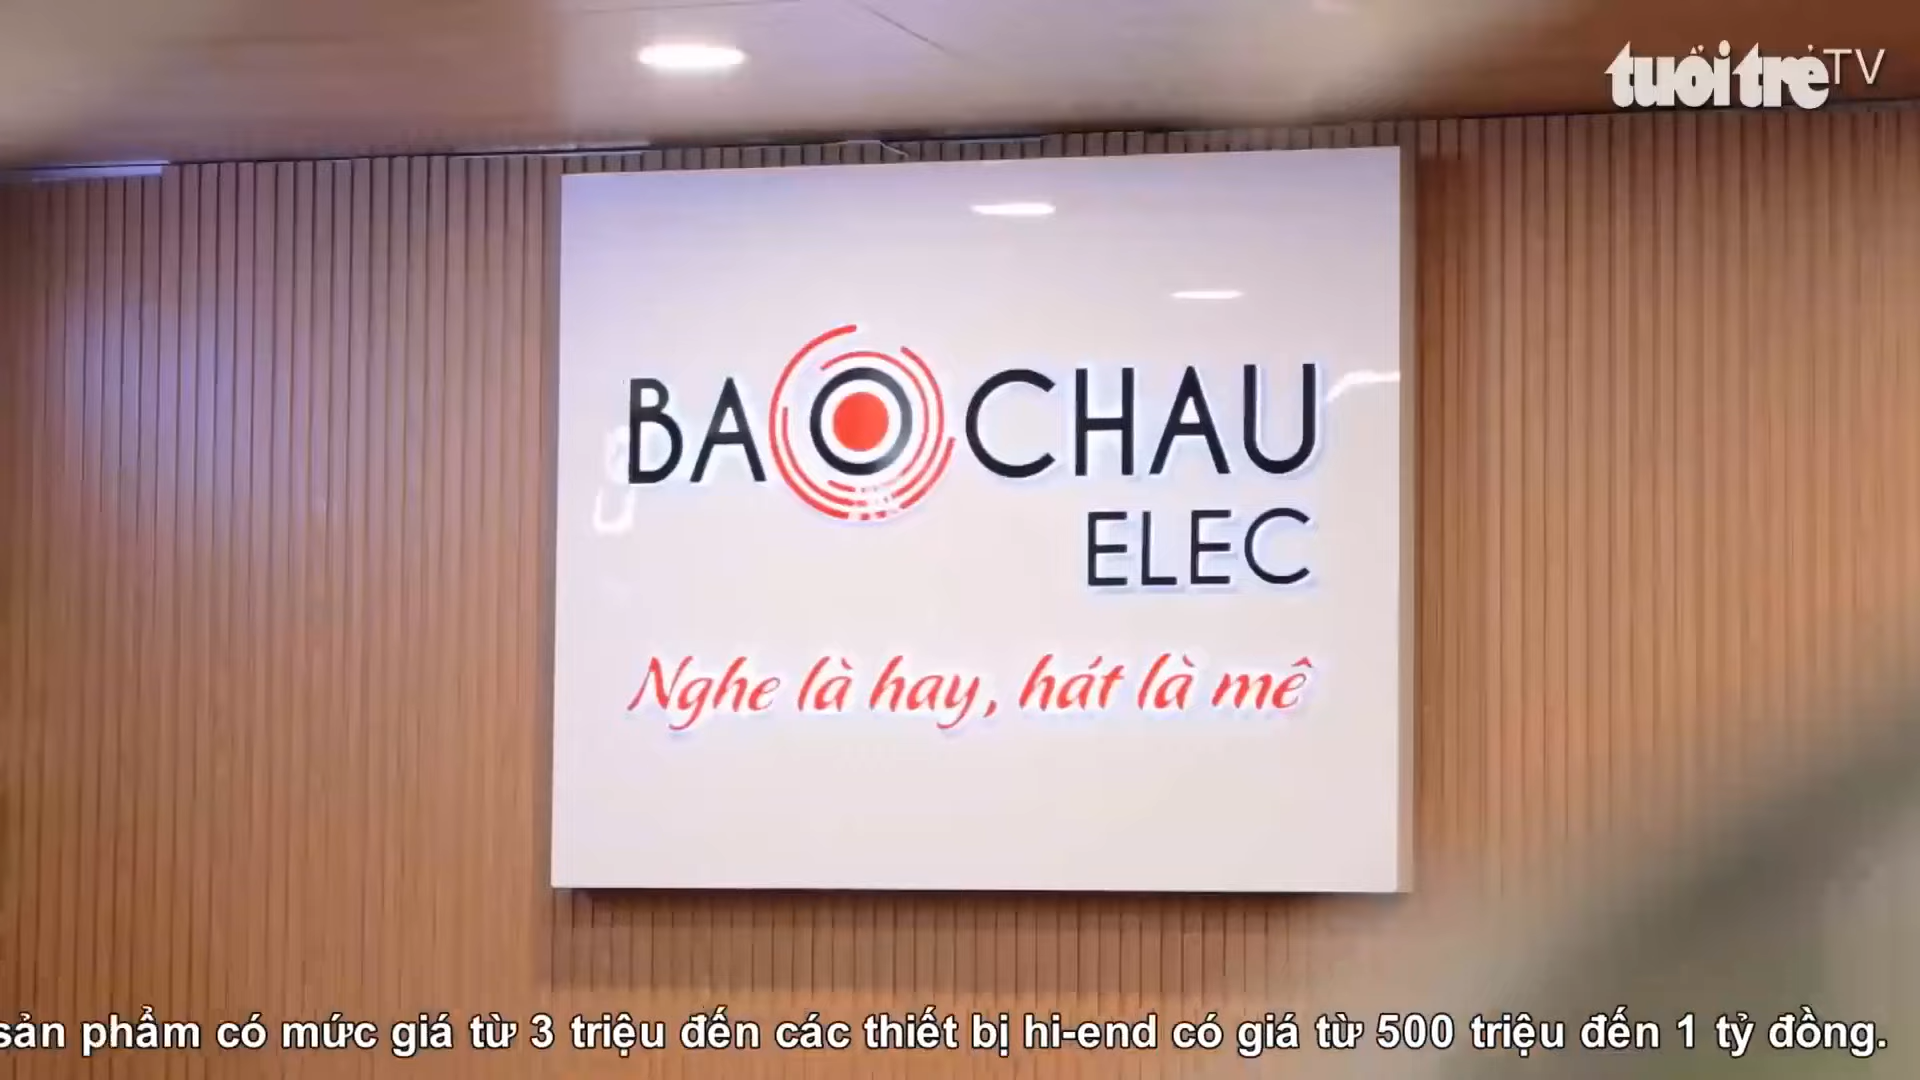 tuổi trẻ TV
BAO CHAU
ELEC
Nghe là hay, hát là mê
sản phẩm có mức giá từ 3 triệu đến các thiết bị hi-end có giá từ 500 triệu đến 1 tỷ đồng.